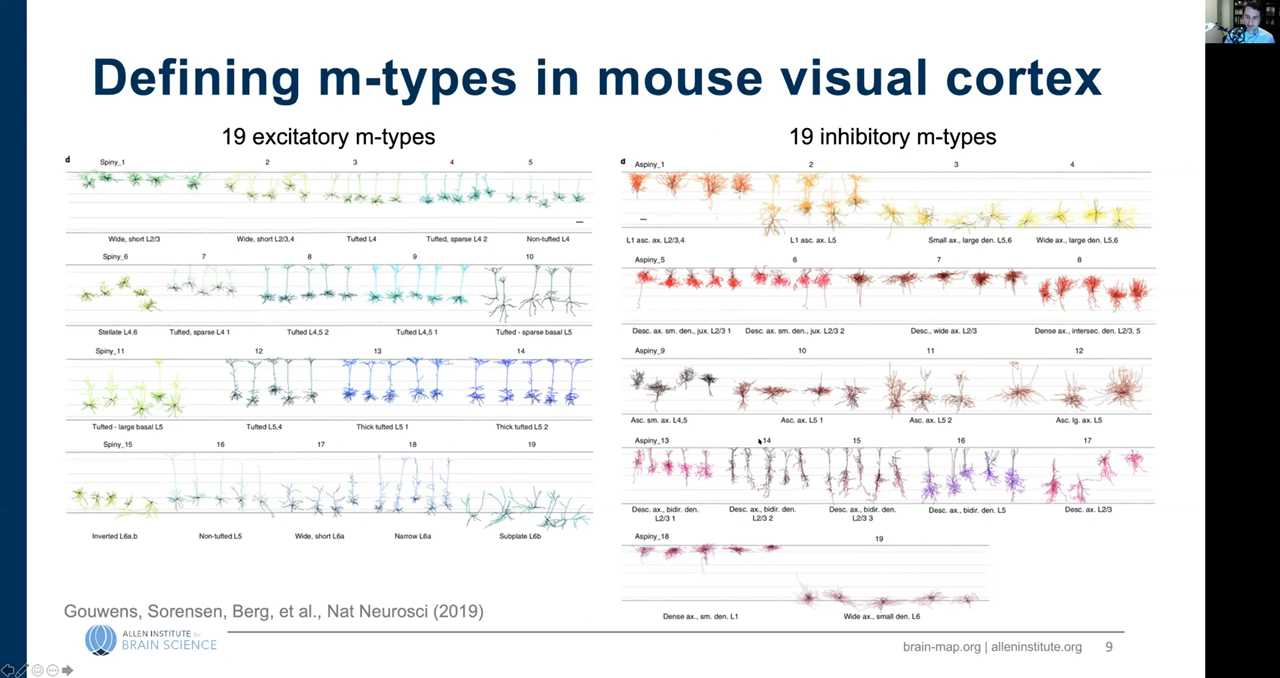 Defining m-types in mouse visual cortex
19 excitatory m-types
d
Spiny_1 2 3 4 5
Wide, short L2/3 Wide, short L2/3,4 Tufted L4 Tufted, sparse L4 2 Non-tufted L4
Spiny_6 7 8 9 10
Stellate L4,6 Tufted, sparse L4 1 Tufted L4,5 2 Tufted L4,5 1 Tufted - sparse basal L5
Spiny_11 12 13 14
Tufted - large basal L5 Tufted L5,4 Thick tufted L5 1 Thick tufted L5 2
Spiny_15 16 17 18 19
Inverted L6a.b Non-tufted L5 Wide, short L6a Narrow L6a Subplate L6b
19 inhibitory m-types
d
Aspiny_1 2 3 4
L1 asc. ax. L2/3,4 L1 asc. ax. L5 Small ax., large den. L5,6 Wide ax., large den. L5,6
Aspiny_5 6 7 8
Desc. ax. sm. den., jux. L2/3 1 Desc. ax. sm. den., jux. L2/3 2 Desc., wide ax. L2/3 Dense ax., intersec. den. L2/3, 5
Aspiny_9 10 11 12
Asc. sm. ax. L4,5 Asc. ax. L5 1 Asc. ax. L5 2 Asc. lg. ax. L5
Aspiny_13 14 15 16 17
Desc. ax., bidir. den. Desc. ax., bidir. den. Desc. ax., bidir. den. Desc. ax., bidir. den. L5 Desc. ax. L2/3
L2/3 1 L2/3 2 L2/3 3
Aspiny_18 19
Dense ax., sm. den. L1 Wide ax., small den. L6
Gouwens, Sorensen, Berg, et al., Nat Neurosci (2019)
ALLEN INSTITUTE for
BRAIN SCIENCE
brain-map.org | alleninstitute.org 9